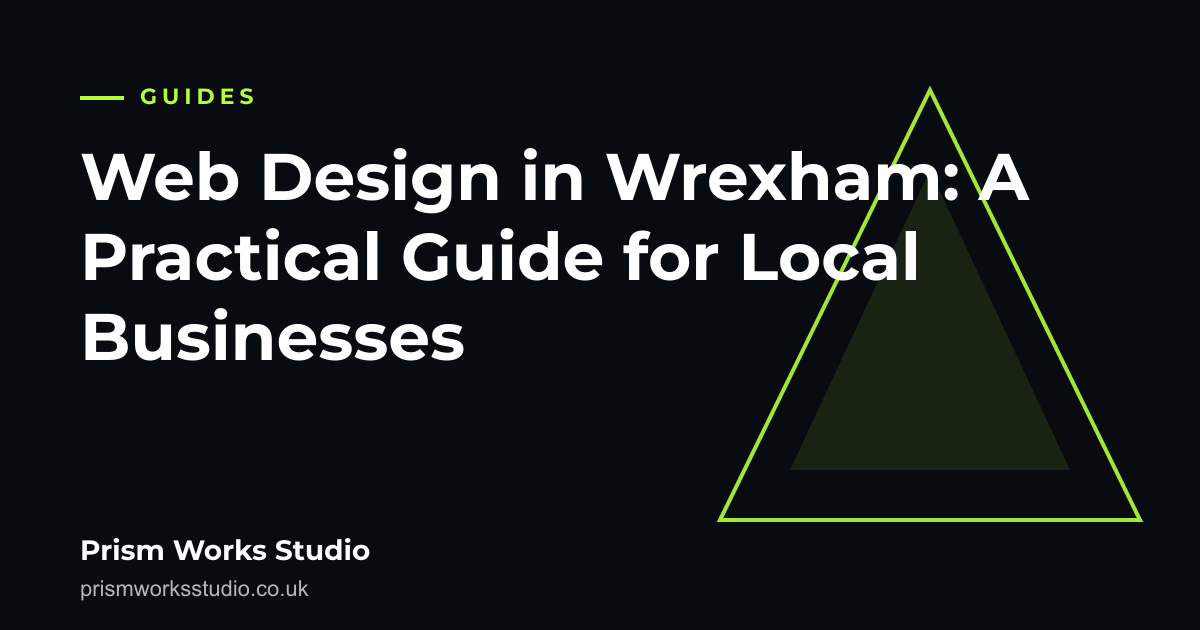 GUIDES
Web Design in Wrexham: A
Practical Guide for Local
Businesses
Prism Works Studio
prismworksstudio.co.uk